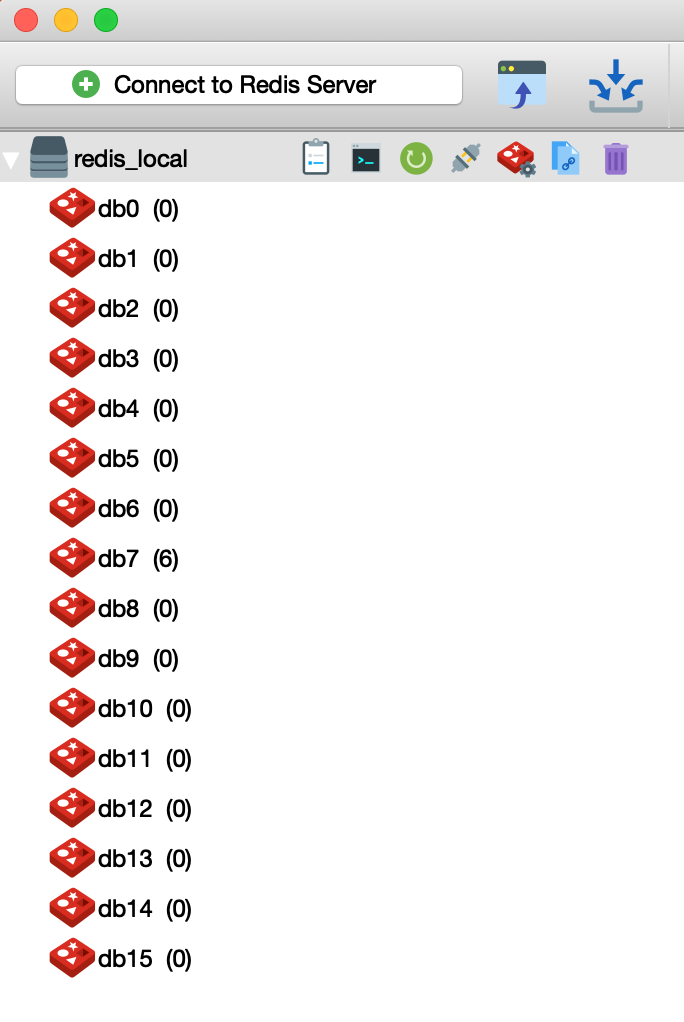 Connect to Redis Server
redis_local
db0 (0)
db1 (0)
db2 (0)
db3 (0)
db4 (0)
db5 (0)
db6 (0)
db7 (6)
db8 (0)
db9 (0)
db10 (0)
db11 (0)
db12 (0)
db13 (0)
db14 (0)
db15 (0)